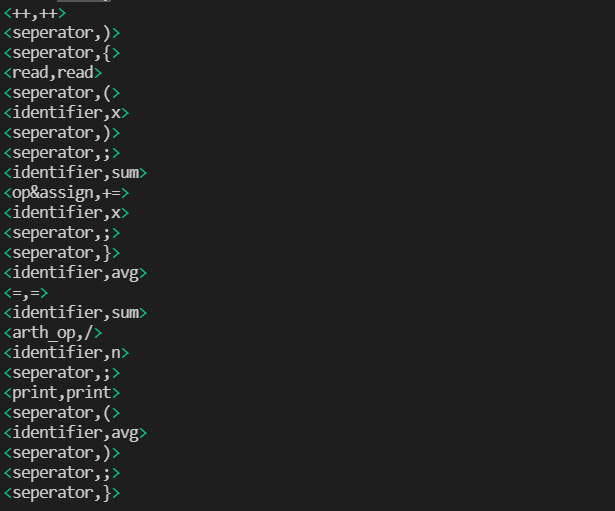 <++,++>
<seperator,)>
<seperator,{>
<read,read>
<seperator,(>
<identifier,x>
<seperator,)>
<seperator,;>
<identifier,sum>
<op&assign,+=>
<identifier,x>
<seperator,;>
<seperator,}>
<identifier,avg>
<=,=>
<identifier,sum>
<arth_op,/>
<identifier,n>
<seperator,;>
<print,print>
<seperator,(>
<identifier,avg>
<seperator,)>
<seperator,;>
<seperator,}>